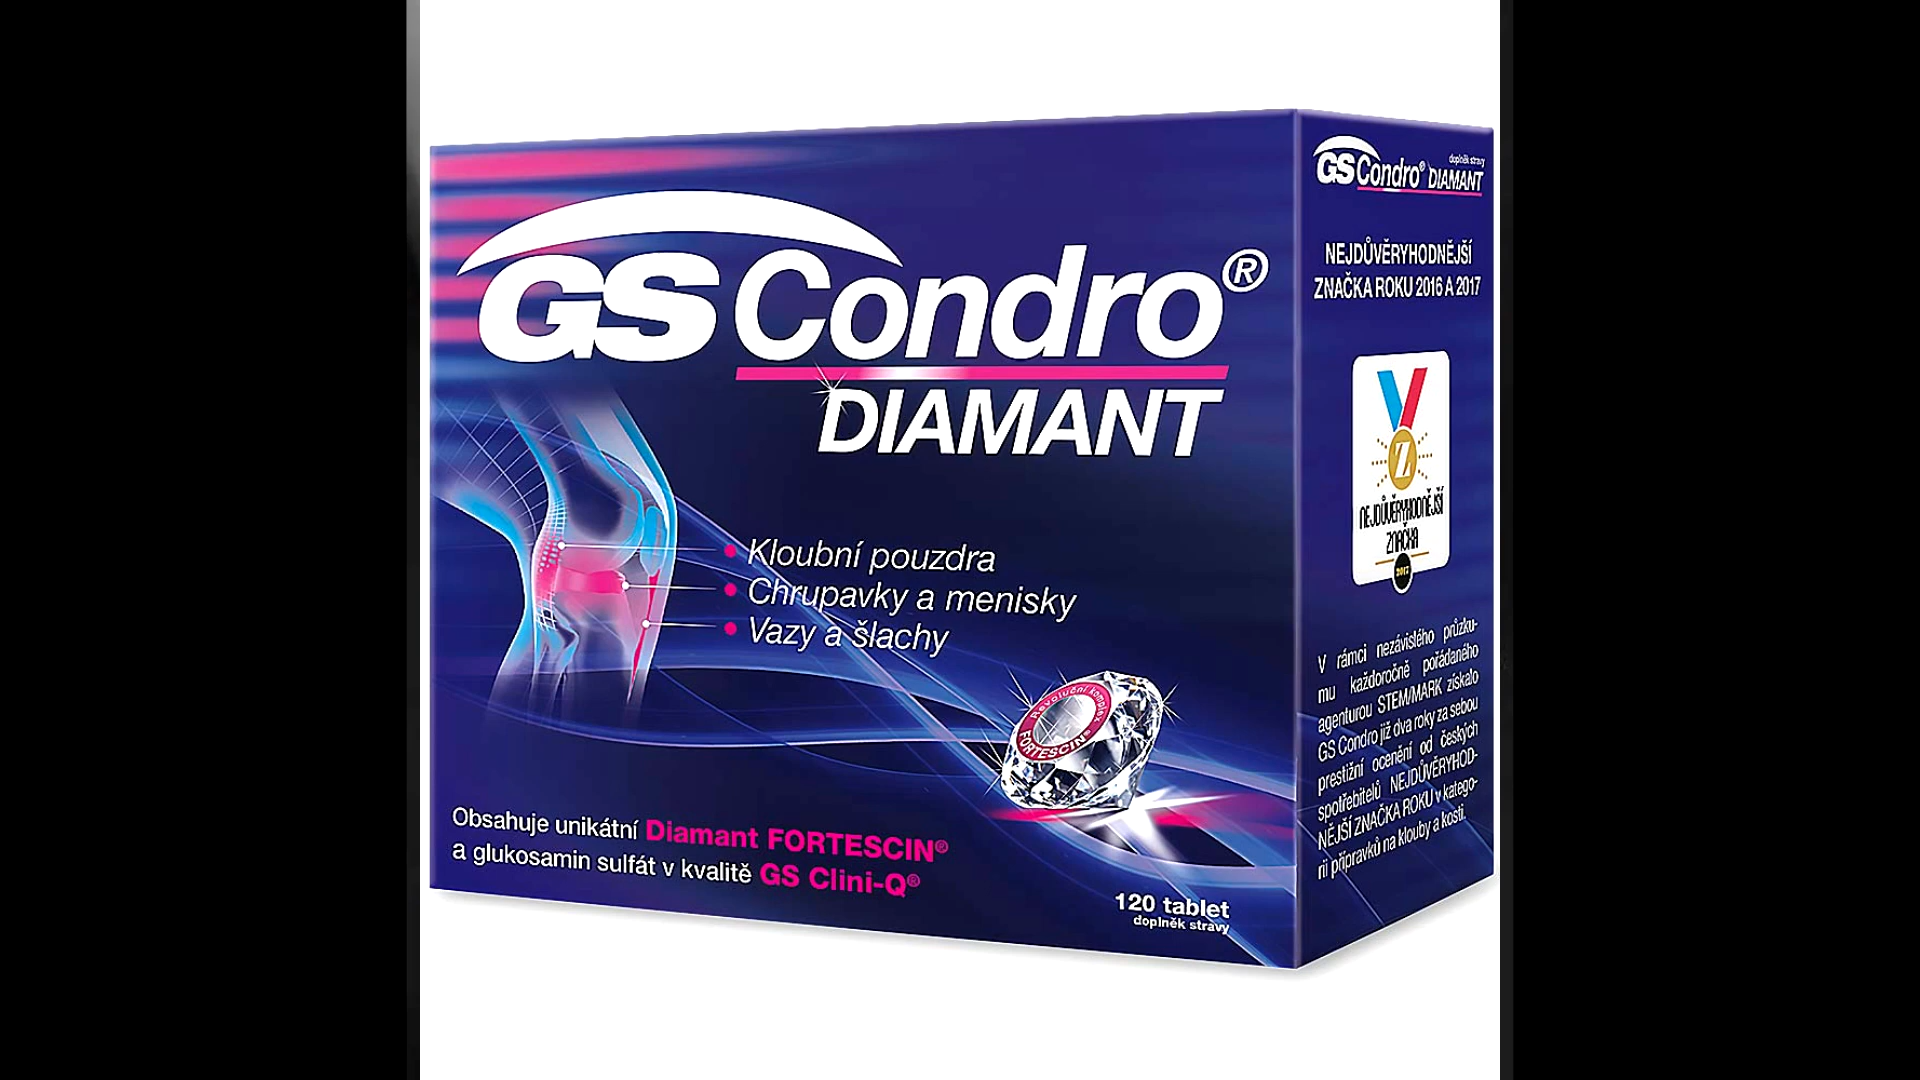 GS Condro®
DIAMANT
• Kloubní pouzdra
• Chrupavky a menisky
• Vazy a šlachy
Revoluční komplex
FORTESCIN®
Obsahuje unikátní Diamant FORTESCIN®
a glukosamin sulfát v kvalitě GS Clini-Q®
120 tablet
doplněk stravy
doplněk stravy
GS Condro® DIAMANT
NEJDŮVĚRYHODNĚJŠÍ
ZNAČKA ROKU 2016 A 2017
Z
NEJDŮVĚRYHODNĚJŠÍ
ZNAČKA
2017
V rámci nezávislého průzku-
mu každoročně pořádaného
agenturou STEM/MARK získalo
GS Condro již dva roky za sebou
prestižní ocenění od českých
spotřebitelů NEJDŮVĚRYHOD-
NĚJŠÍ ZNAČKA ROKU v katego-
rii přípravků na klouby a kosti.